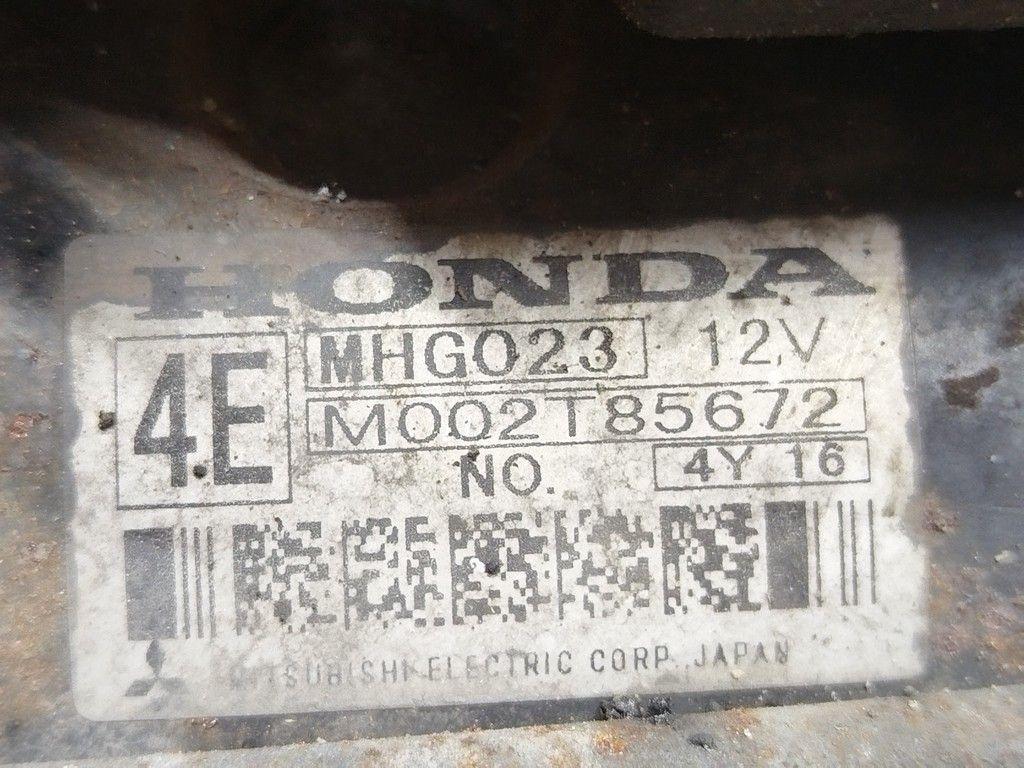 HONDA
4E
MHG023 12V
M002T85672
NO. 4Y 16
MITSUBISHI ELECTRIC CORP. JAPAN